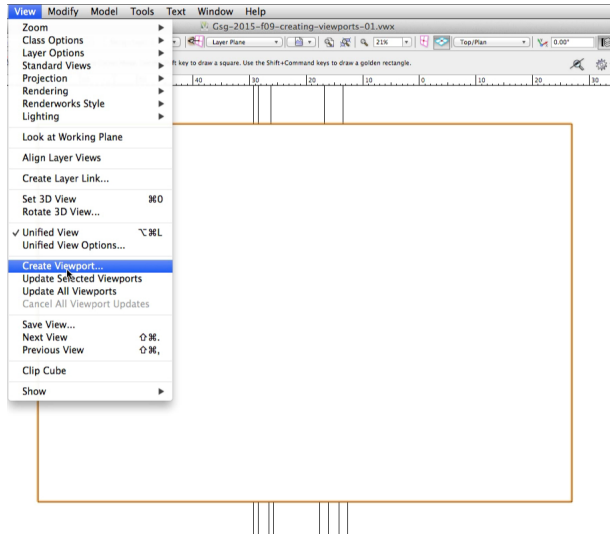 View Modify Model Tools Text Window Help
Gsg-2015-f09-creating-viewports-01.vwx
Layer Plane 21% Top/Plan 0.00°
ft key to draw a square. Use the Shift+Command keys to draw a golden rectangle.
40 30 20 10 0 10 20 30
Zoom
Class Options
Layer Options
Standard Views
Projection
Rendering
Renderworks Style
Lighting
Look at Working Plane
Align Layer Views
Create Layer Link...
Set 3D View ⌘0
Rotate 3D View...
✓ Unified View ⌥⌘L
Unified View Options...
Create Viewport...
Update Selected Viewports
Update All Viewports
Cancel All Viewport Updates
Save View...
Next View ⇧⌘.
Previous View ⇧⌘,
Clip Cube
Show